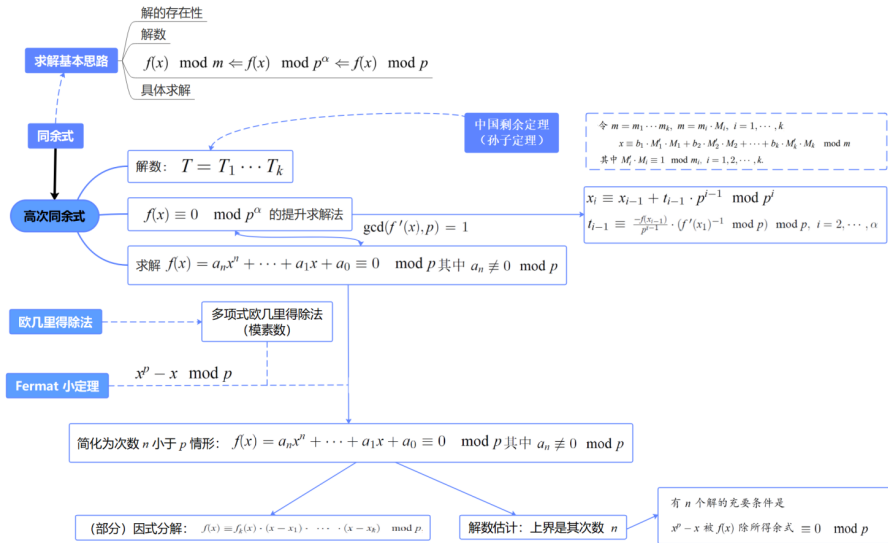 解的存在性
求解基本思路
解数
f(x) mod m ⇐ f(x) mod p^α ⇐ f(x) mod p
具体求解
同余式
中国剩余定理
（孙子定理）
令 m = m_1 ⋯ m_k, m = m_i · M_i, i = 1, ⋯, k
x ≡ b_1 · M'_1 · M_1 + b_2 · M'_2 · M_2 + ⋯ + b_k · M'_k · M_k mod m
其中 M'_i · M_i ≡ 1 mod m_i, i = 1, 2, ⋯, k.
解数： T = T_1 ⋯ T_k
高次同余式
f(x) ≡ 0 mod p^α 的提升求解法
gcd(f '(x), p) = 1
x_i ≡ x_{i−1} + t_{i−1} · p^{i−1} mod p^i
t_{i−1} ≡ \frac{−f(x_{i−1})}{p^{i−1}} · (f '(x_1)^{−1} mod p) mod p, i = 2, ⋯, α
求解 f(x) = a_n x^n + ⋯ + a_1 x + a_0 ≡ 0 mod p 其中 a_n ≢ 0 mod p
欧几里得除法
多项式欧几里得除法
（模素数）
x^p − x mod p
Fermat 小定理
简化为次数 n 小于 p 情形： f(x) = a_n x^n + ⋯ + a_1 x + a_0 ≡ 0 mod p 其中 a_n ≢ 0 mod p
（部分）因式分解： f(x) ≡ f_k(x) · (x − x_1) · ⋯ · (x − x_k) mod p.
解数估计：上界是其次数 n
有 n 个解的充要条件是
x^p − x 被 f(x) 除所得余式 ≡ 0 mod p